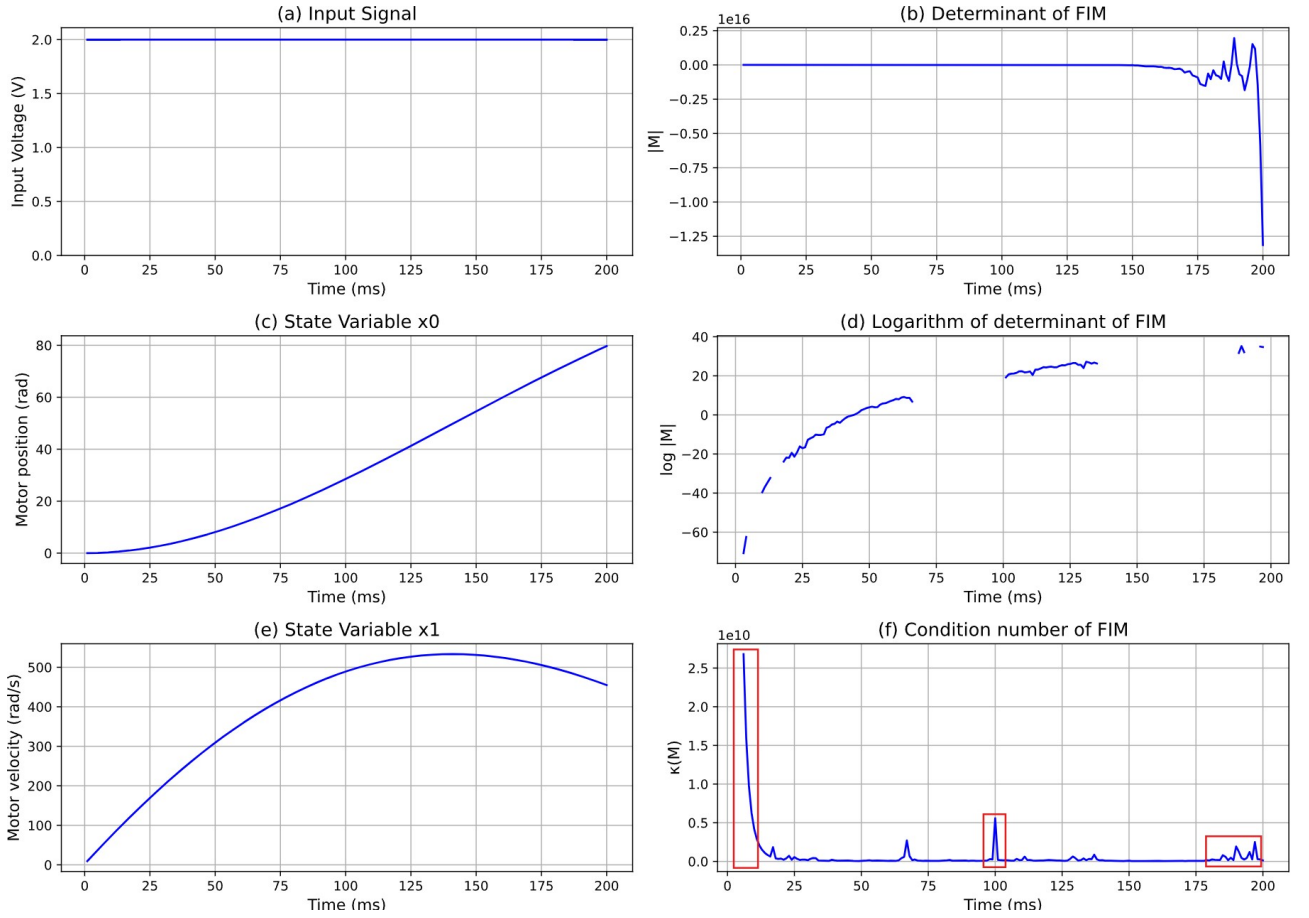 (a) Input Signal
Input Voltage (V)
2.0
1.5
1.0
0.5
0.0
0 25 50 75 100 125 150 175 200
Time (ms)
(b) Determinant of FIM
1e16
|M|
0.25
0.00
−0.25
−0.50
−0.75
−1.00
−1.25
0 25 50 75 100 125 150 175 200
Time (ms)
(c) State Variable x0
Motor position (rad)
80
60
40
20
0
0 25 50 75 100 125 150 175 200
Time (ms)
(d) Logarithm of determinant of FIM
log |M|
40
20
0
−20
−40
−60
0 25 50 75 100 125 150 175 200
Time (ms)
(e) State Variable x1
Motor velocity (rad/s)
500
400
300
200
100
0
0 25 50 75 100 125 150 175 200
Time (ms)
(f) Condition number of FIM
1e10
κ(M)
2.5
2.0
1.5
1.0
0.5
0.0
0 25 50 75 100 125 150 175 200
Time (ms)